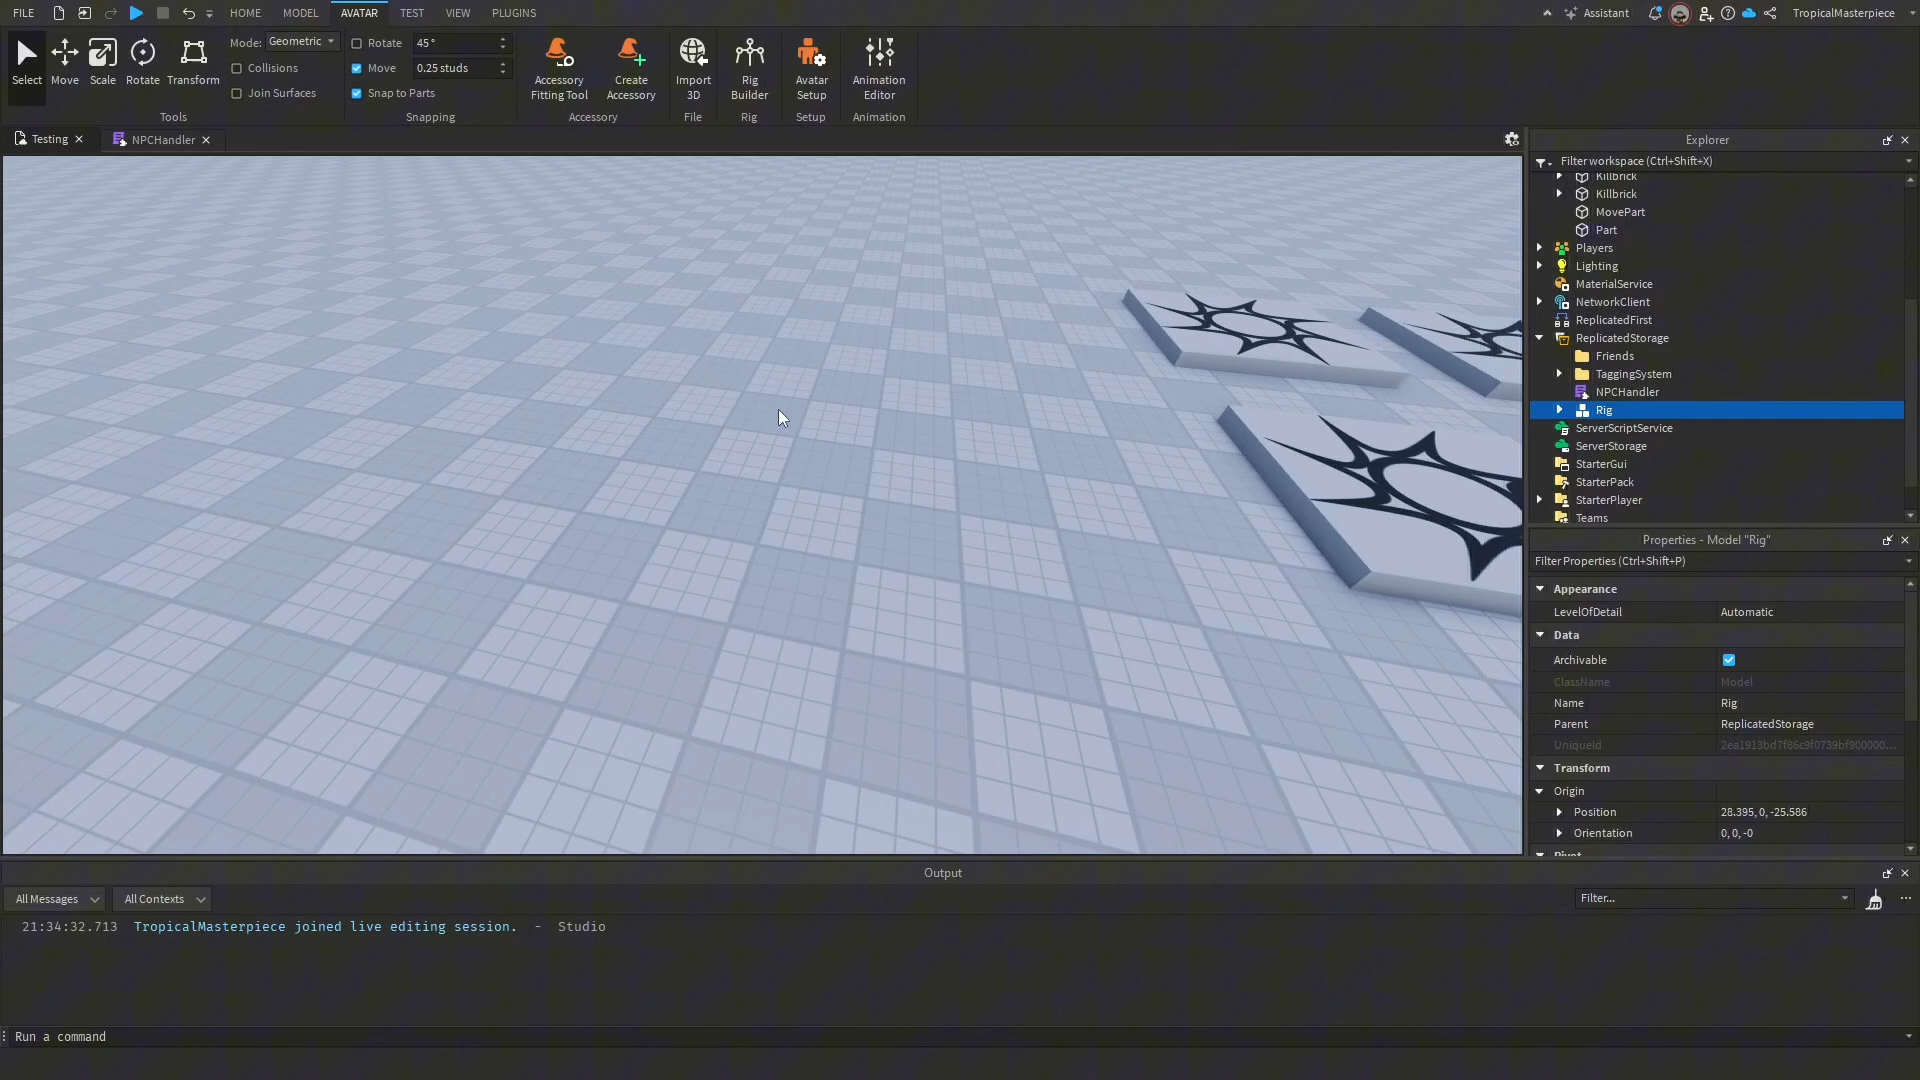 FILE
HOME
MODEL
AVATAR
TEST
VIEW
PLUGINS
Assistant
TropicalMasterpiece
Select
Move
Scale
Rotate
Transform
Mode:
Geometric
Collisions
Join Surfaces
Tools
Rotate
45°
Move
0.25 studs
Snap to Parts
Snapping
Accessory
Fitting Tool
Create
Accessory
Accessory
Import
3D
File
Rig
Builder
Rig
Avatar
Setup
Setup
Animation
Editor
Animation
Testing
NPCHandler
Explorer
Filter workspace (Ctrl+Shift+X)
Killbrick
Killbrick
MovePart
Part
Players
Lighting
MaterialService
NetworkClient
ReplicatedFirst
ReplicatedStorage
Friends
TaggingSystem
NPCHandler
Rig
ServerScriptService
ServerStorage
StarterGui
StarterPack
StarterPlayer
Teams
Properties - Model "Rig"
Filter Properties (Ctrl+Shift+P)
Appearance
LevelOfDetail Automatic
Data
Archivable
ClassName Model
Name Rig
Parent ReplicatedStorage
UniqueId 2ea1913bd7f86c9f0739bf900000...
Transform
Origin
Position 28.395, 0, -25.586
Orientation 0, 0, -0
Pivot
Output
All Messages
All Contexts
Filter...
21:34:32.713 TropicalMasterpiece joined live editing session. - Studio
Run a command